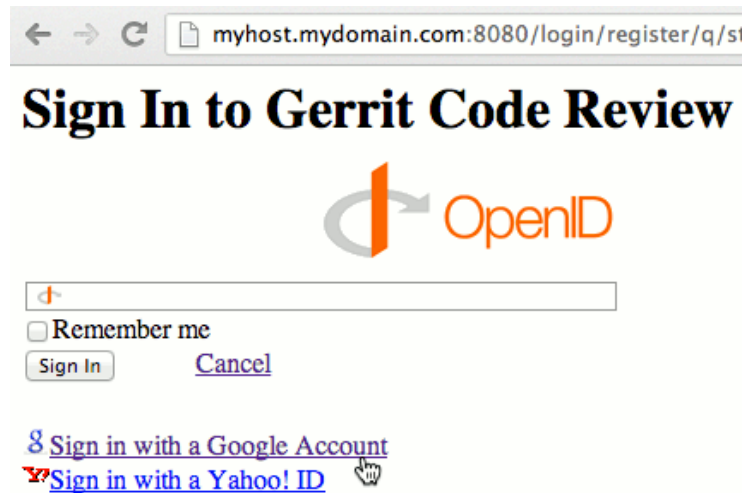 myhost.mydomain.com:8080/login/register/q/st
Sign In to Gerrit Code Review
OpenID
Remember me
Sign In Cancel
Sign in with a Google Account
Sign in with a Yahoo! ID